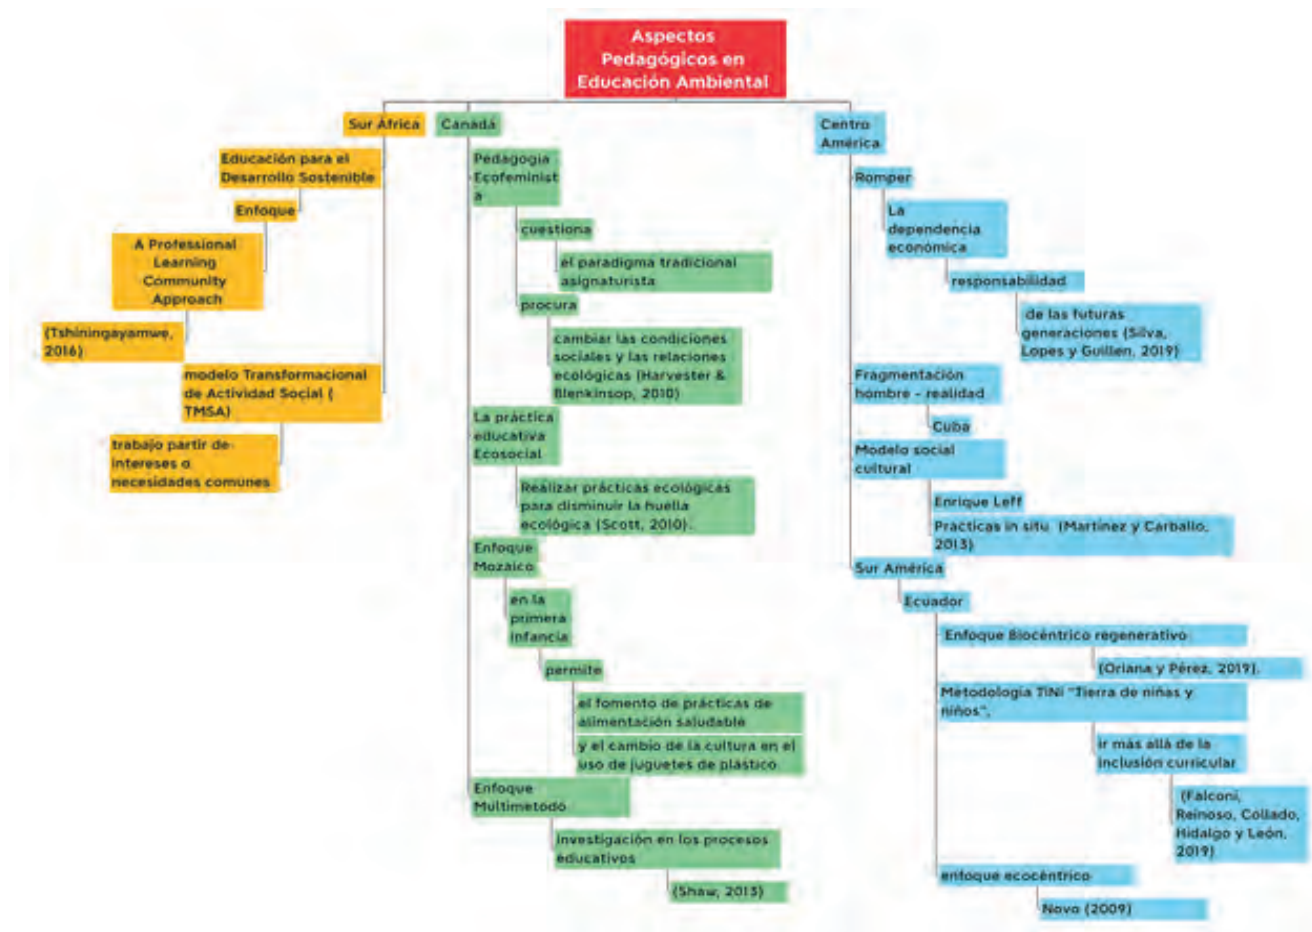 Aspectos
Pedagógicos en
Educación Ambiental
Sur África
Educación para el
Desarrollo Sostenible
Enfoque
A Professional
Learning
Community
Approach
(Tshiningayamwe,
2016)
modelo Transformacional
de Actividad Social (
TMSA)
trabajo partir de
intereses o
necesidades comunes
Canadá
Pedagogía
Ecofeminist
a
cuestiona
el paradigma tradicional
asignaturista
procura
cambiar las condiciones
sociales y las relaciones
ecológicas (Harvester &
Blenkinsop, 2010)
La práctica
educativa
Ecosocial
Realizar prácticas ecológicas
para disminuir la huella
ecológica (Scott, 2010).
Enfoque
Mozaico
en la
primera
infancia
permite
el fomento de prácticas de
alimentación saludable
y el cambio de la cultura en el
uso de juguetes de plástico
Enfoque
Multimetodo
investigación en los procesos
educativos
(Shaw, 2013)
Centro
América
Romper
La
dependencia
económica
responsabilidad
de las futuras
generaciones (Silva,
Lopes y Guillen, 2019)
Fragmentación
hombre - realidad
Cuba
Modelo social
cultural
Enrique Leff
Prácticas in situ (Martínez y Carballo,
2013)
Sur América
Ecuador
Enfoque Biocéntrico regenerativo
(Oriana y Pérez, 2019).
Metodología TiNi "Tierra de niñas y
niños",
ir más allá de la
inclusión curricular
(Falconí,
Reinoso, Collado,
Hidalgo y León,
2019)
enfoque ecocéntrico
Novo (2009)